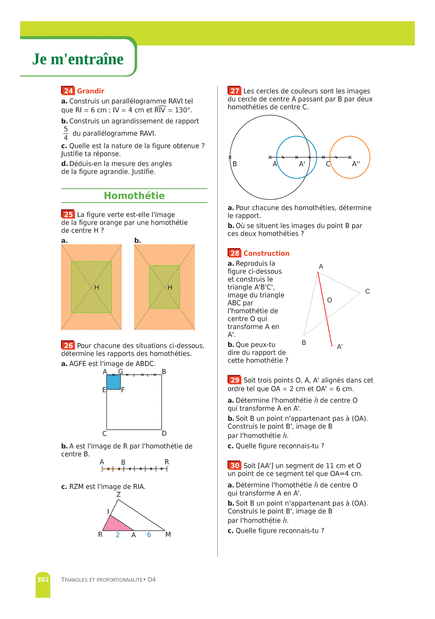 Je m'entraîne
24 Grandir
a. Construis un parallélogramme RAVI tel
que RI = 6 cm ; IV = 4 cm et RIV = 130°.
b. Construis un agrandissement de rapport
5
4 du parallélogramme RAVI.
c. Quelle est la nature de la figure obtenue ?
Justifie ta réponse.
d. Déduis-en la mesure des angles
de la figure agrandie. Justifie.
Homothétie
25 La figure verte est-elle l'image
de la figure orange par une homothétie
de centre H ?
a. b.
H H
26 Pour chacune des situations ci-dessous,
détermine les rapports des homothéties.
a. AGFE est l'image de ABDC.
A G B
E F
C D
b. A est l'image de R par l'homothétie de
centre B.
A B R
c. RZM est l'image de RIA.
Z
I
R 2 A 6 M
27 Les cercles de couleurs sont les images
du cercle de centre A passant par B par deux
homothéties de centre C.
B A A' C A"
a. Pour chacune des homothéties, détermine
le rapport.
b. Où se situent les images du point B par
ces deux homothéties ?
28 Construction
a. Reproduis la
figure ci-dessous
et construis le
triangle A'B'C',
image du triangle
ABC par
l'homothétie de
centre O qui
transforme A en
A'.
b. Que peux-tu
dire du rapport de
cette homothétie ?
A
C
O
B
A'
29 Soit trois points O, A, A' alignés dans cet
ordre tel que OA = 2 cm et OA' = 6 cm.
a. Détermine l'homothétie h de centre O
qui transforme A en A'.
b. Soit B un point n'appartenant pas à (OA).
Construis le point B', image de B
par l'homothétie h.
c. Quelle figure reconnais-tu ?
30 Soit [AA'] un segment de 11 cm et O
un point de ce segment tel que OA=4 cm.
a. Détermine l'homothétie h de centre O
qui transforme A en A'.
b. Soit B un point n'appartenant pas à (OA).
Construis le point B', image de B
par l'homothétie h.
c. Quelle figure reconnais-tu ?
302 TRIANGLES ET PROPORTIONNALITÉ • D4